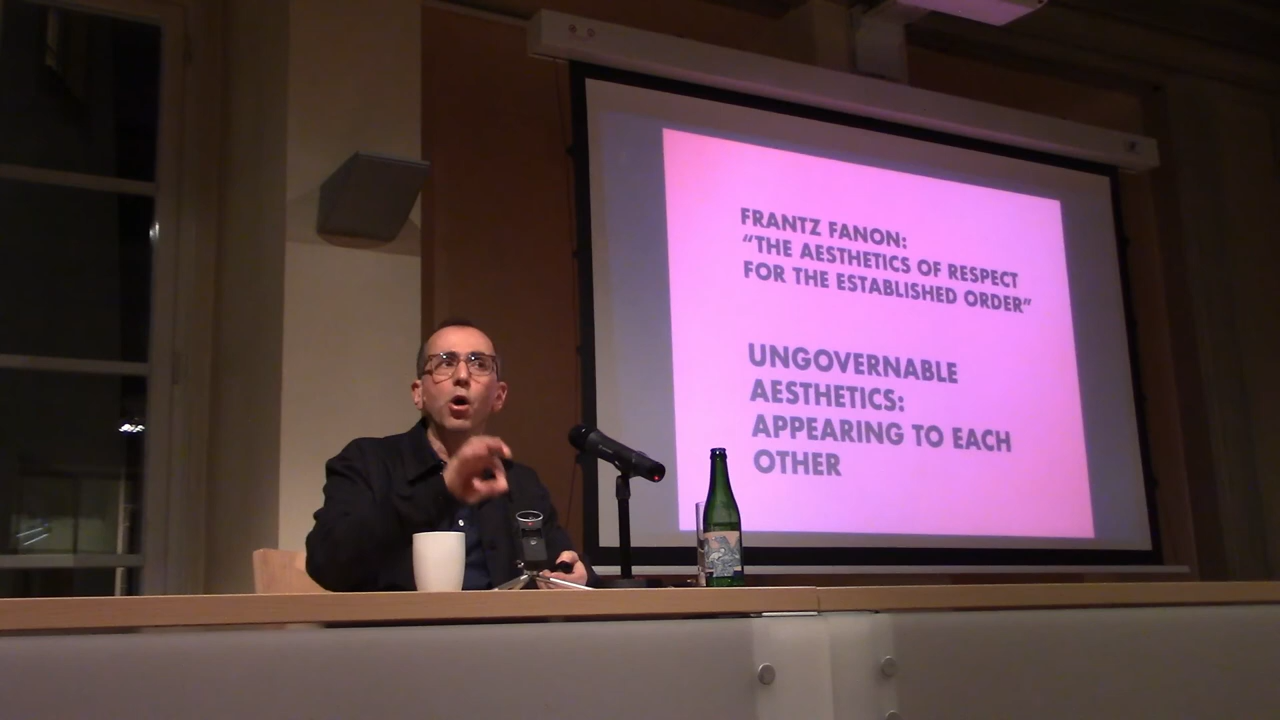 FRANTZ FANON:
“THE AESTHETICS OF RESPECT
FOR THE ESTABLISHED ORDER”
UNGOVERNABLE
AESTHETICS:
APPEARING TO EACH
OTHER